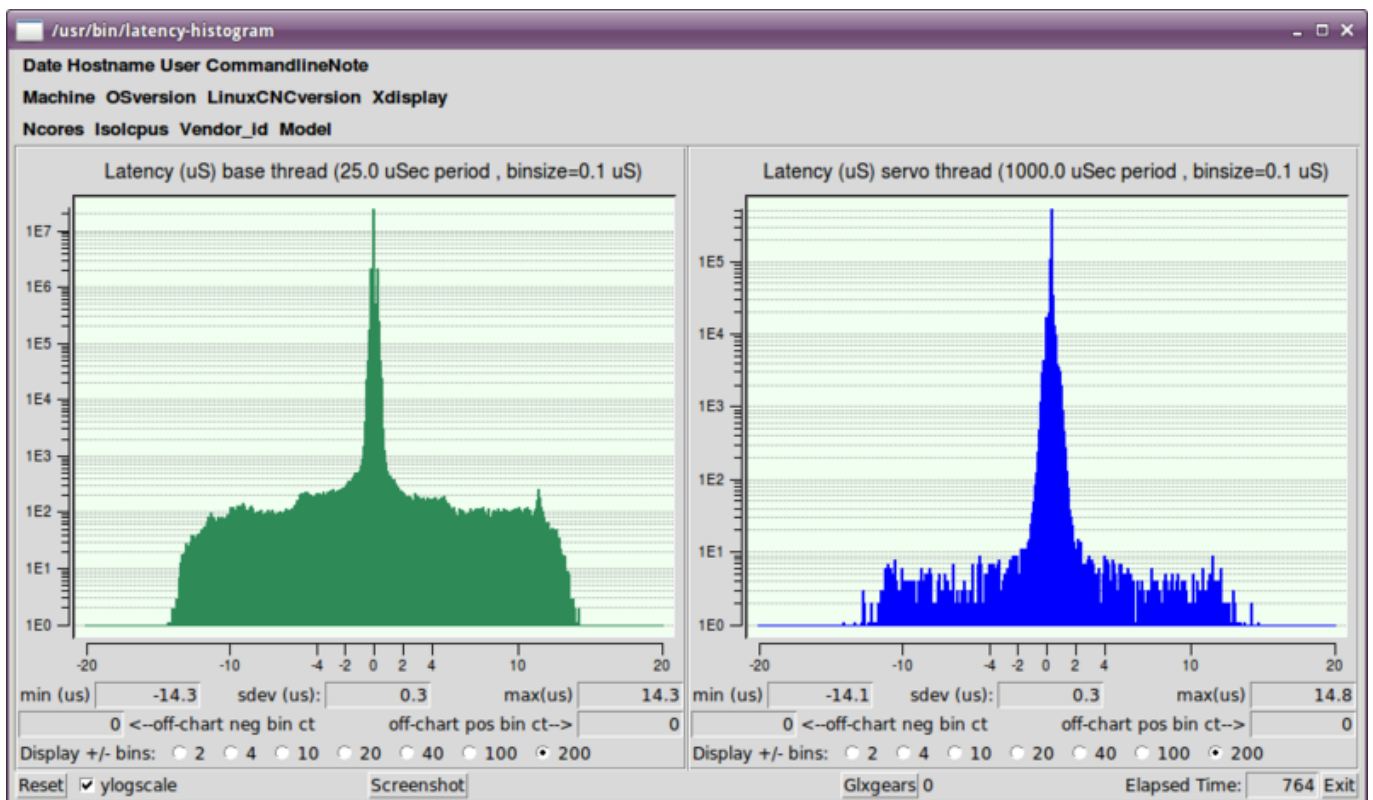 /usr/bin/latency-histogram
Date Hostname User CommandlineNote
Machine OSversion LinuxCNCversion Xdisplay
Ncores Isolcpus Vendor_id Model
Latency (uS) base thread (25.0 uSec period , binsize=0.1 uS)
1E7
1E6
1E5
1E4
1E3
1E2
1E1
1E0
-20 -10 -4 -2 0 2 4 10 20
min (us) -14.3 sdev (us): 0.3 max(us) 14.3
0 <--off-chart neg bin ct off-chart pos bin ct--> 0
Display +/- bins: 2 4 10 20 40 100 200
Latency (uS) servo thread (1000.0 uSec period , binsize=0.1 uS)
1E5
1E4
1E3
1E2
1E1
1E0
-20 -10 -4 -2 0 2 4 10 20
min (us) -14.1 sdev (us): 0.3 max(us) 14.8
0 <--off-chart neg bin ct off-chart pos bin ct--> 0
Display +/- bins: 2 4 10 20 40 100 200
Reset ylogscale Screenshot Glxgears 0 Elapsed Time: 764 Exit